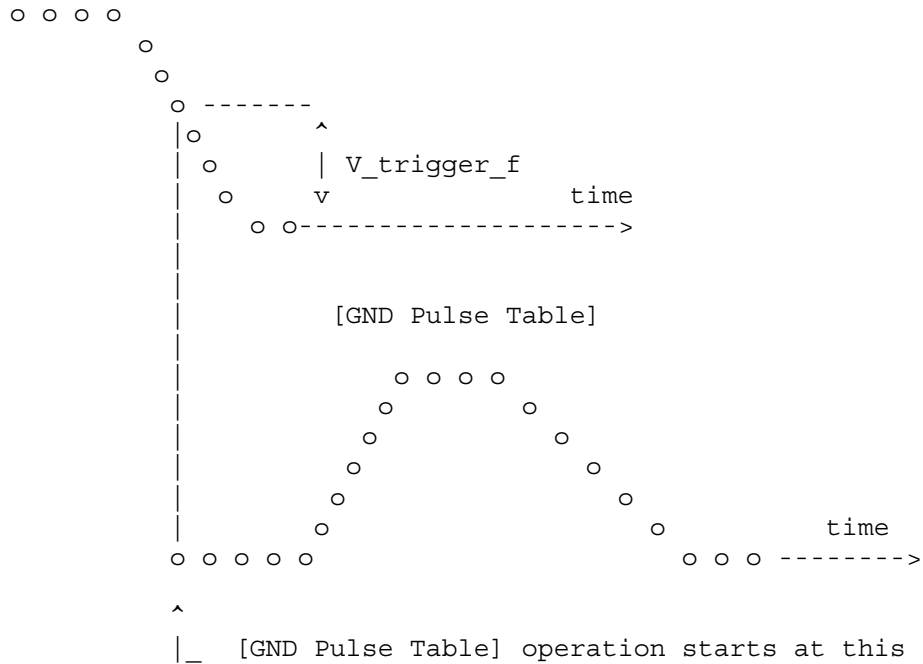 o o o o
o
o
o -------
|o ^
| o | V_trigger_f
| o v time
| o o--------------------->
|
|
| [GND Pulse Table]
|
| o o o o
| o o
| o o
| o o
| o o
| o o time
o o o o o o o o -------->
^
|_ [GND Pulse Table] operation starts at this